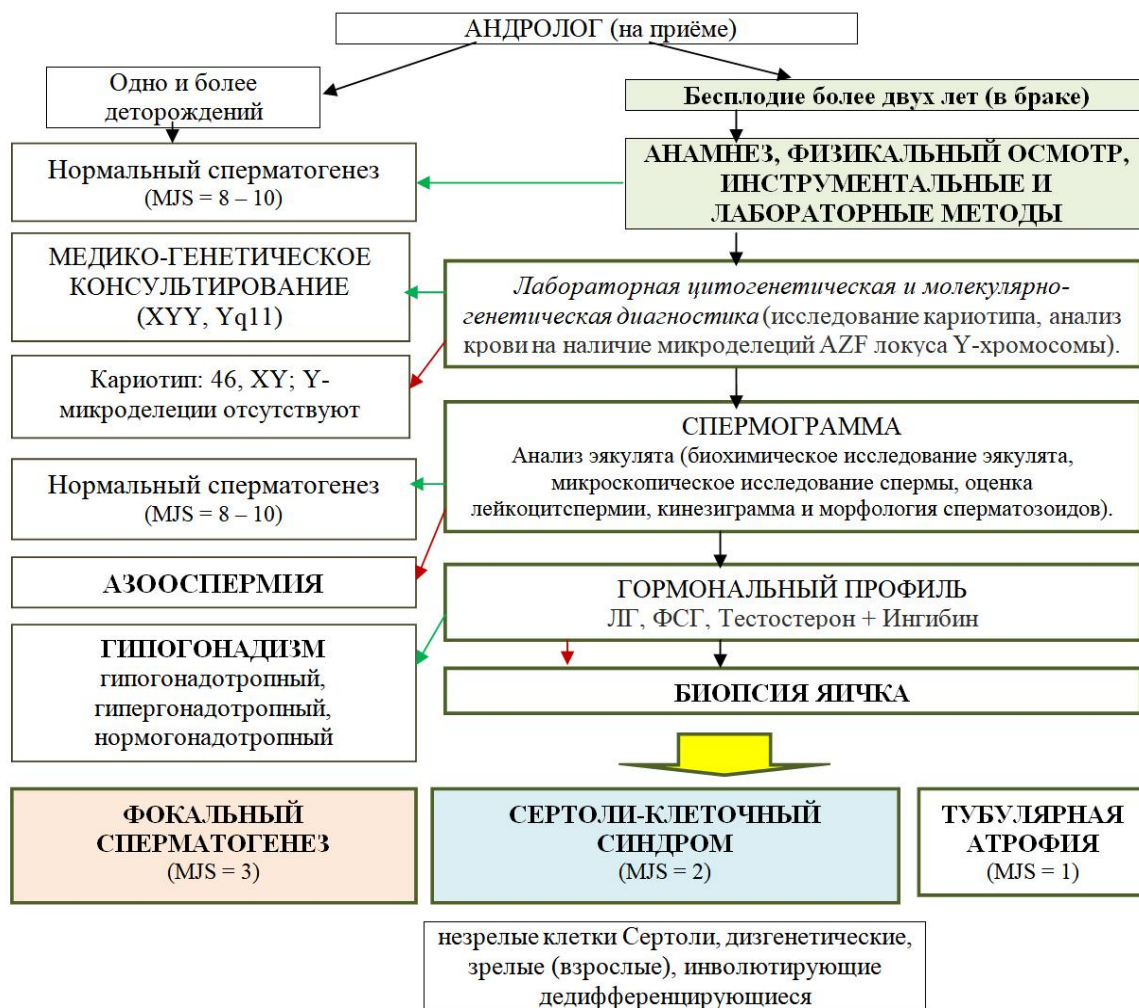 АНДРОЛОГ (на приёме)
Одно и более
деторождений
Бесплодие более двух лет (в браке)
Нормальный сперматогенез
(MJS = 8 – 10)
АНАМНЕЗ, ФИЗИКАЛЬНЫЙ ОСМОТР,
ИНСТРУМЕНТАЛЬНЫЕ И
ЛАБОРАТОРНЫЕ МЕТОДЫ
МЕДИКО-ГЕНЕТИЧЕСКОЕ
КОНСУЛЬТИРОВАНИЕ
(XYY, Yq11)
Лабораторная цитогенетическая и молекулярно-
генетическая диагностика (исследование кариотипа, анализ
крови на наличие микроделеций AZF локуса Y-хромосомы).
Кариотип: 46, XY; Y-
микроделеции отсутствуют
СПЕРМОГРАММА
Анализ эякулята (биохимическое исследование эякулята,
микроскопическое исследование спермы, оценка
лейкоцитспермии, кинезиграмма и морфология сперматозоидов).
Нормальный сперматогенез
(MJS = 8 – 10)
АЗООСПЕРМИЯ
ГОРМОНАЛЬНЫЙ ПРОФИЛЬ
ЛГ, ФСГ, Тестостерон + Ингибин
ГИПОГОНАДИЗМ
гипогонадотропный,
гипергонадотропный,
нормогонадотропный
БИОПСИЯ ЯИЧКА
ФОКАЛЬНЫЙ
СПЕРМАТОГЕНЕЗ
(MJS = 3)
СЕРТОЛИ-КЛЕТОЧНЫЙ
СИНДРОМ
(MJS = 2)
ТУБУЛЯРНАЯ
АТРОФИЯ
(MJS = 1)
незрелые клетки Сертоли, дизгенетические,
зрелые (взрослые), инволютирующие
дедифференцирующиеся